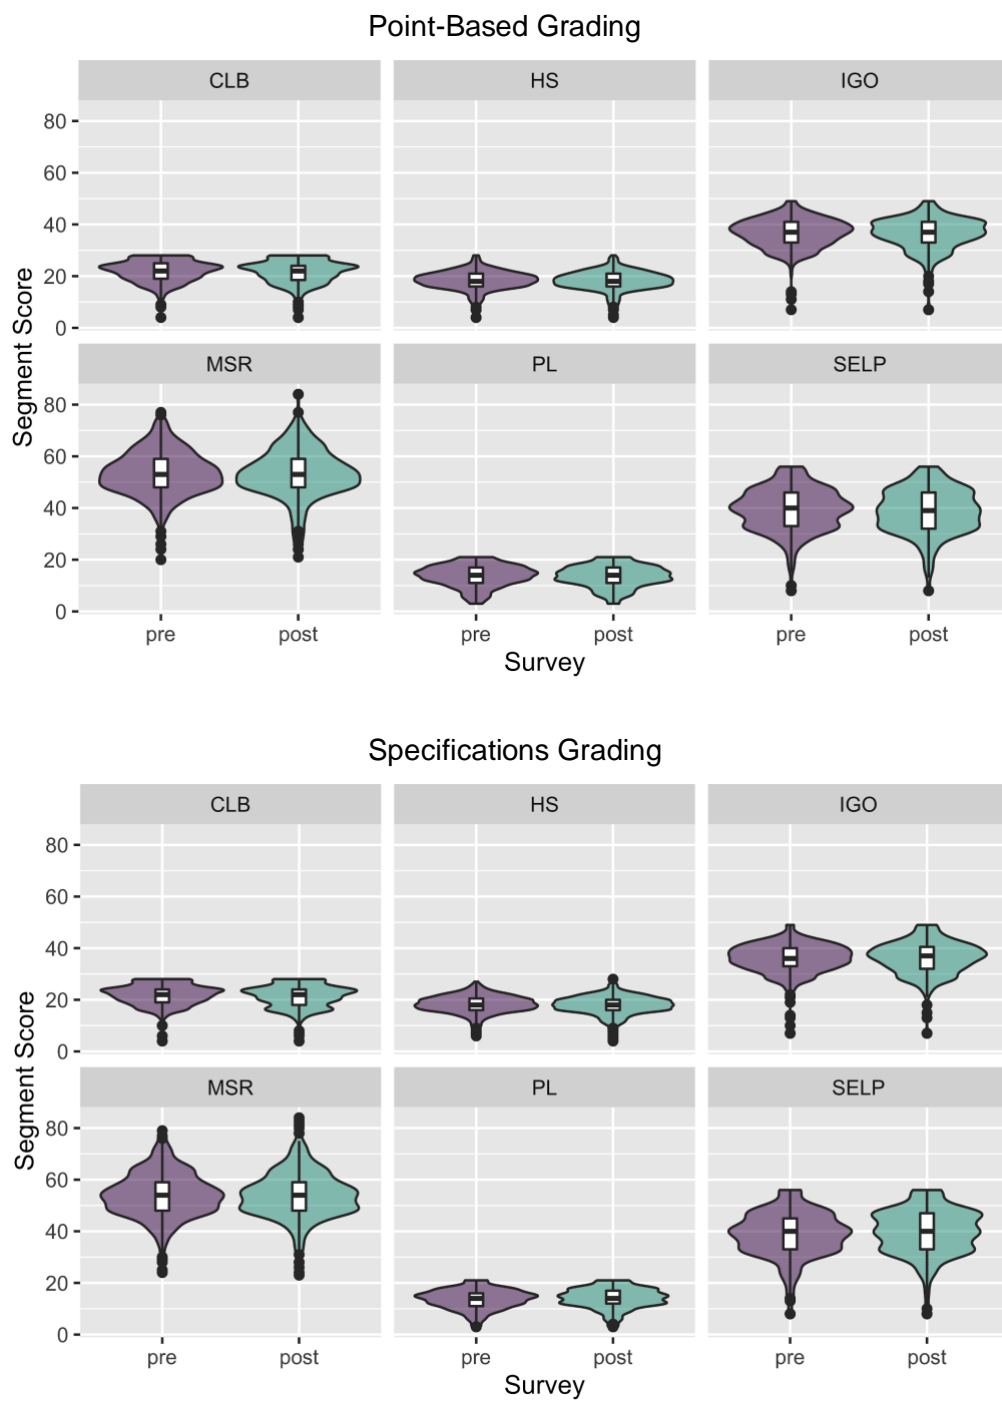 Point-Based Grading
CLB HS IGO
80
60
40
20
0
MSR PL SELP
80
60
40
20
0
Segment Score
pre post pre post pre post
Survey
Specifications Grading
CLB HS IGO
80
60
40
20
0
MSR PL SELP
80
60
40
20
0
Segment Score
pre post pre post pre post
Survey